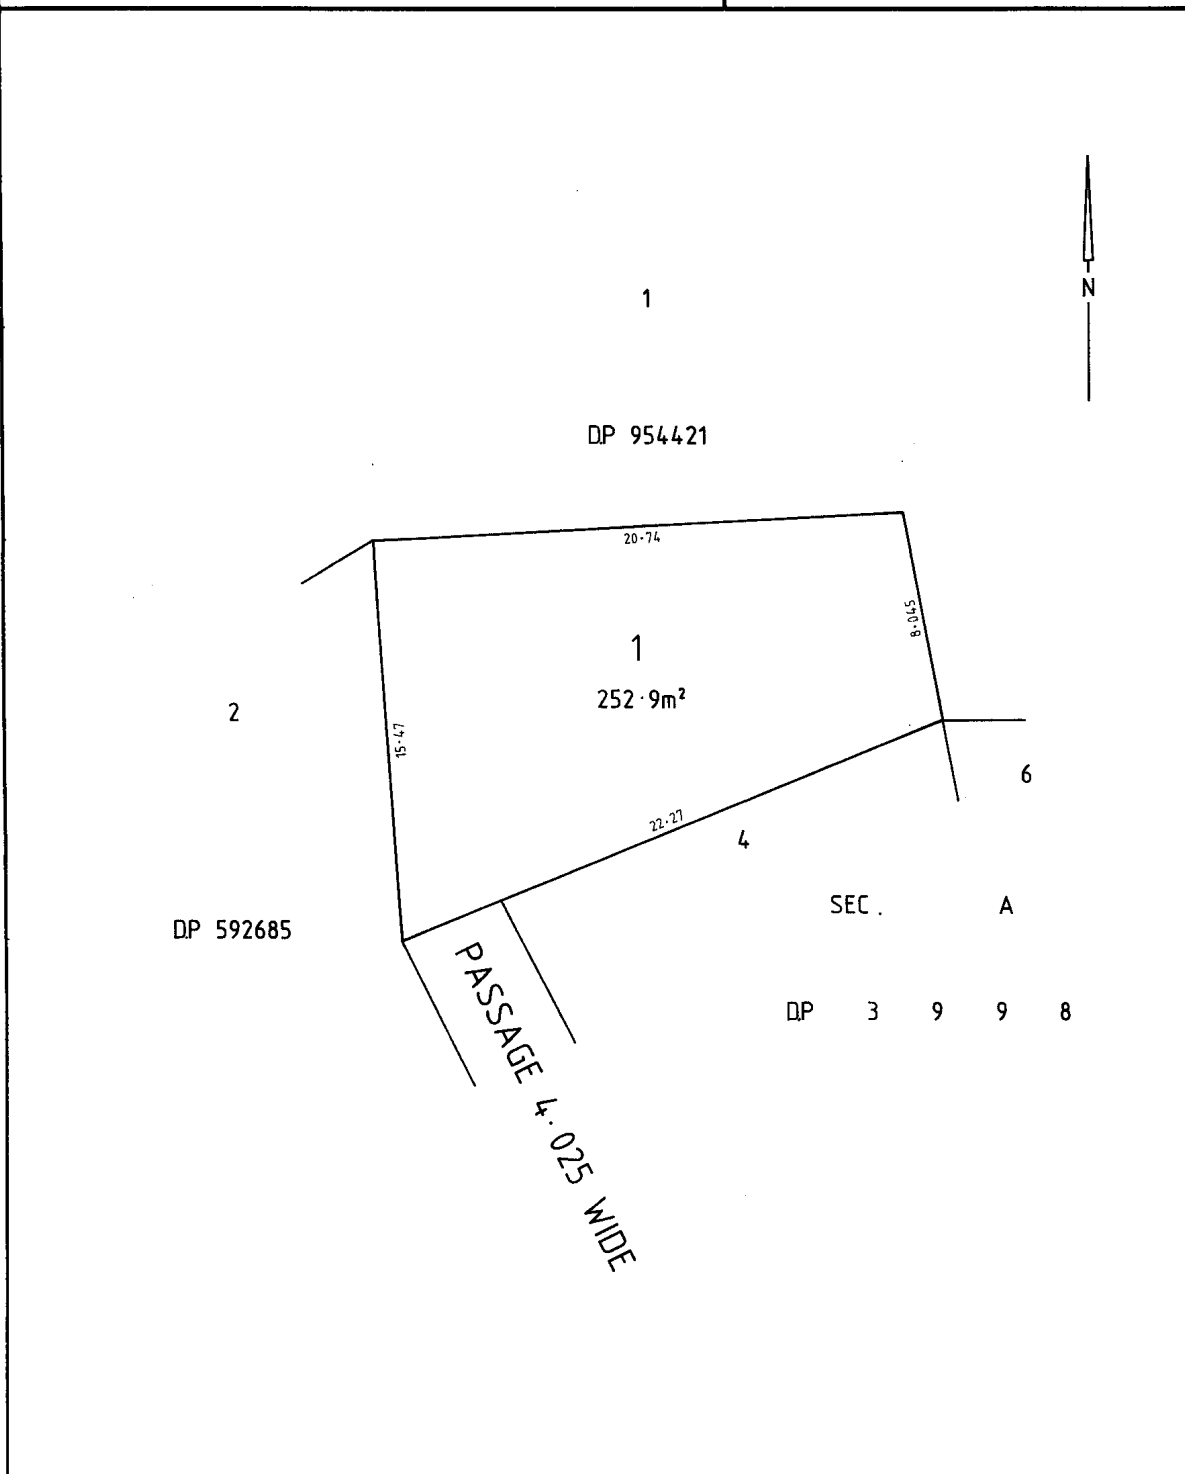 N
1
DP 954421
20·74
8·045
1
252·9m²
2
15·47
6
22·27
4
SEC. A
DP 592685
PASSAGE 4·025 WIDE
DP 3 9 9 8